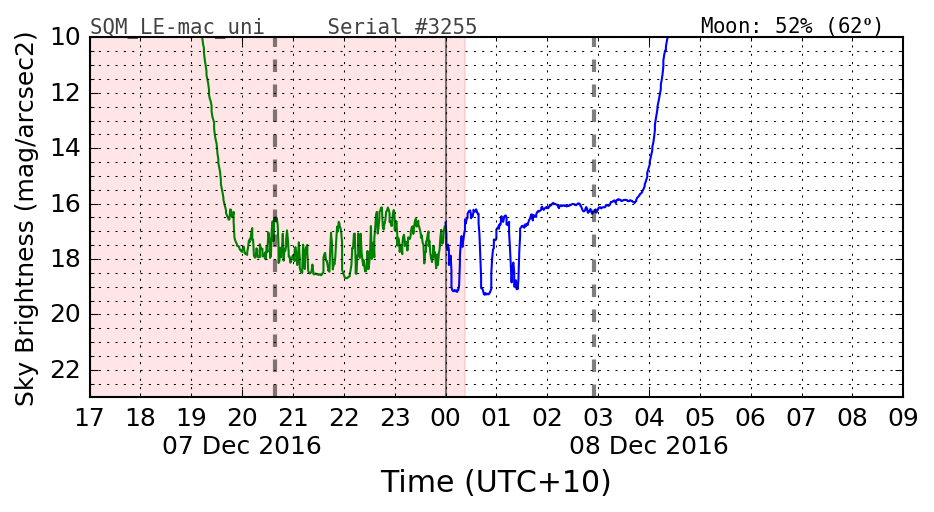 SQM_LE-mac_uni Serial #3255 Moon: 52% (62°)
Sky Brightness (mag/arcsec2)
10
12
14
16
18
20
22
17 18 19 20 21 22 23 00 01 02 03 04 05 06 07 08 09
07 Dec 2016 08 Dec 2016
Time (UTC+10)